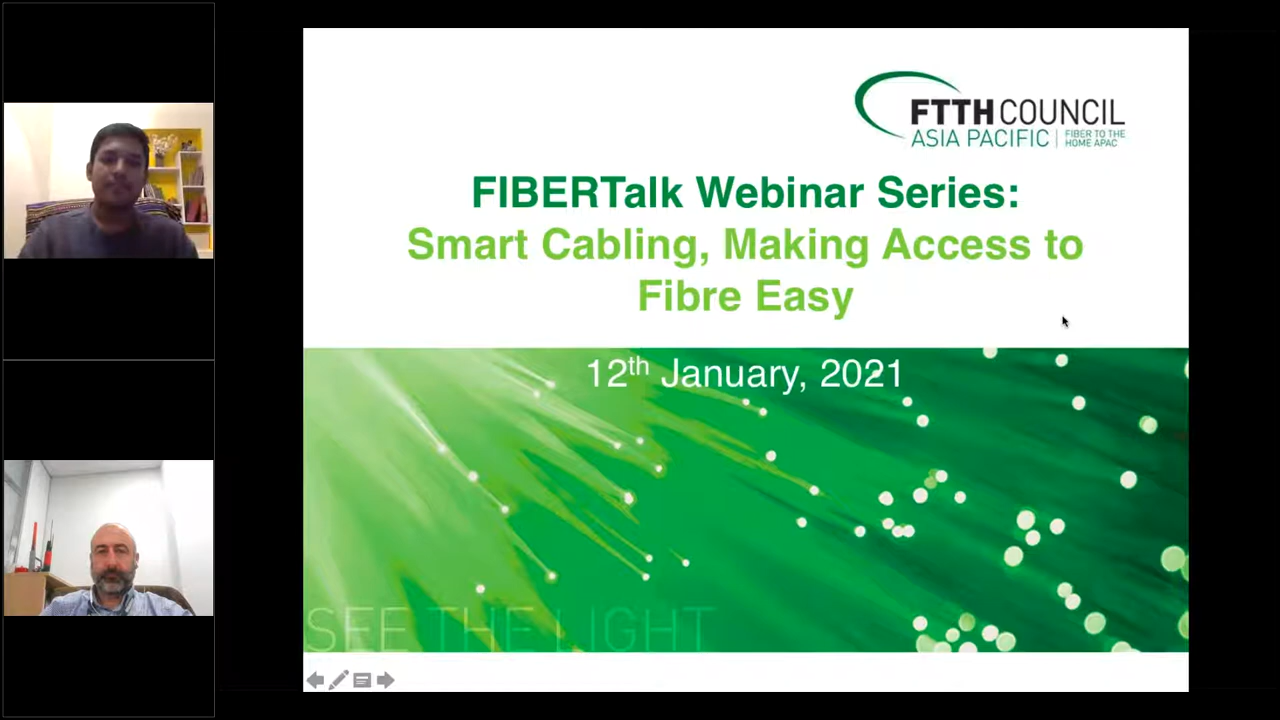 FTTH COUNCIL
ASIA PACIFIC | FIBER TO THE
HOME APAC
FIBERTalk Webinar Series:
Smart Cabling, Making Access to
Fibre Easy
12th January, 2021
SEE THE LIGHT